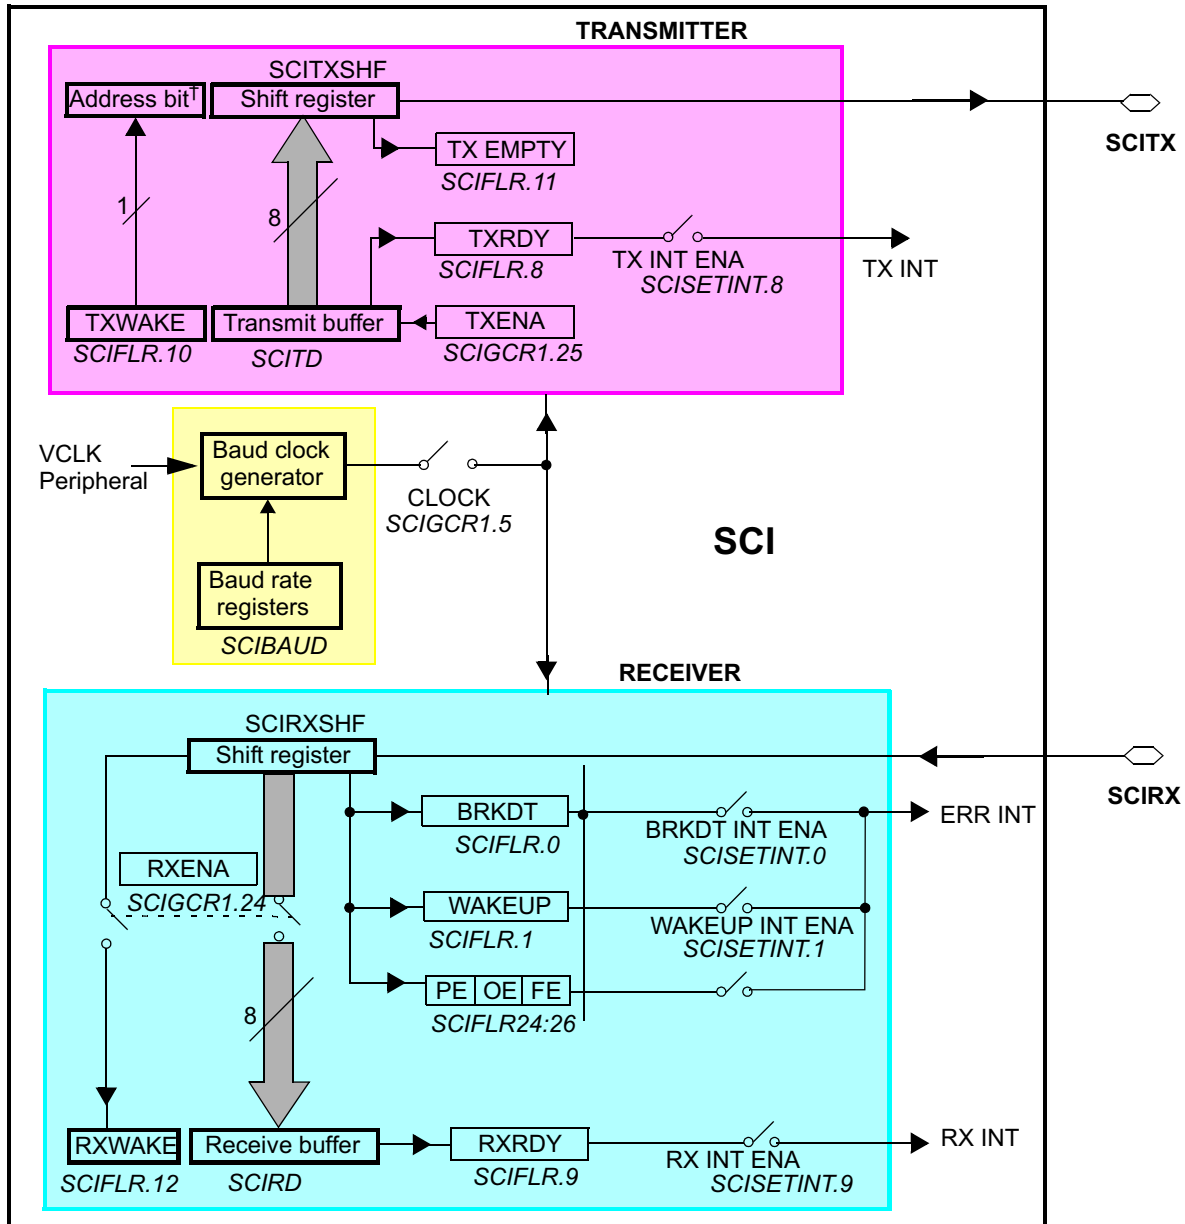 TRANSMITTER
SCITXSHF
Address bit†
Shift register
SCITX
TX EMPTY
SCIFLR.11
1
8
TXRDY
SCIFLR.8
TX INT ENA
SCISETINT.8
TX INT
TXWAKE
SCIFLR.10
Transmit buffer
SCITD
TXENA
SCIGCR1.25
VCLK
Peripheral
Baud clock
generator
CLOCK
SCIGCR1.5
SCI
Baud rate
registers
SCIBAUD
RECEIVER
SCIRXSHF
Shift register
SCIRX
BRKDT
SCIFLR.0
BRKDT INT ENA
SCISETINT.0
ERR INT
RXENA
SCIGCR1.24
WAKEUP
SCIFLR.1
WAKEUP INT ENA
SCISETINT.1
PE OE FE
SCIFLR24:26
8
RXWAKE
SCIFLR.12
Receive buffer
SCIRD
RXRDY
SCIFLR.9
RX INT ENA
SCISETINT.9
RX INT